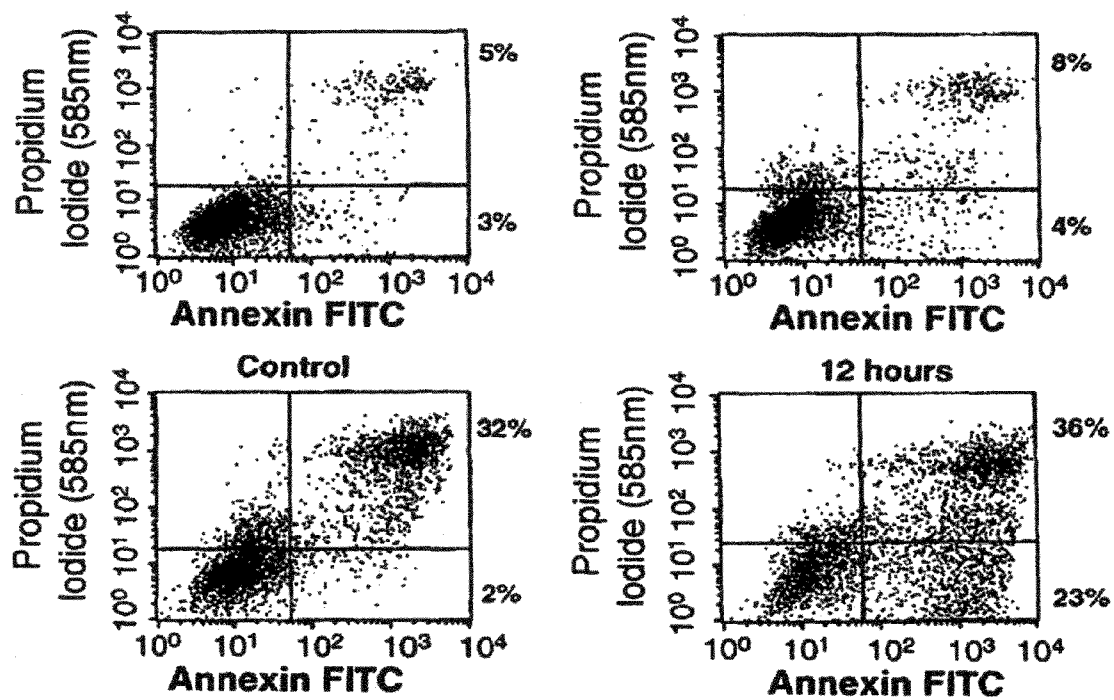 Propidium
Iodide (585nm)
10⁴
10³
10²
10¹
10⁰
5%
3%
10⁰ 10¹ 10² 10³ 10⁴
Annexin FITC
Control
Propidium
Iodide (585nm)
10⁴
10³
10²
10¹
10⁰
8%
4%
10⁰ 10¹ 10² 10³ 10⁴
Annexin FITC
12 hours
Propidium
Iodide (585nm)
10⁴
10³
10²
10¹
10⁰
32%
2%
10⁰ 10¹ 10² 10³ 10⁴
Annexin FITC
Propidium
Iodide (585nm)
10⁴
10³
10²
10¹
10⁰
36%
23%
10⁰ 10¹ 10² 10³ 10⁴
Annexin FITC